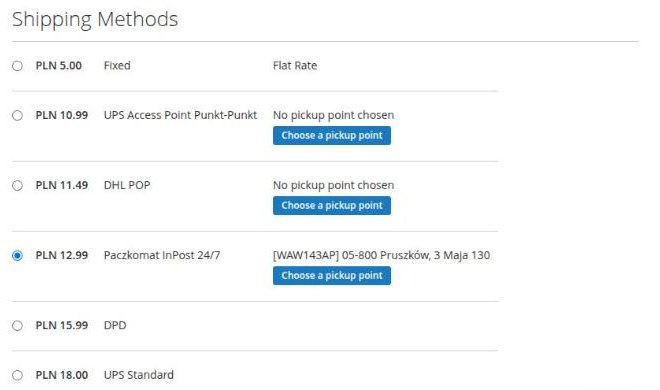 Shipping Methods
PLN 5.00 Fixed Flat Rate
PLN 10.99 UPS Access Point Punkt-Punkt No pickup point chosen
Choose a pickup point
PLN 11.49 DHL POP No pickup point chosen
Choose a pickup point
PLN 12.99 Paczkomat InPost 24/7 [WAW143AP] 05-800 Pruszków, 3 Maja 130
Choose a pickup point
PLN 15.99 DPD
PLN 18.00 UPS Standard